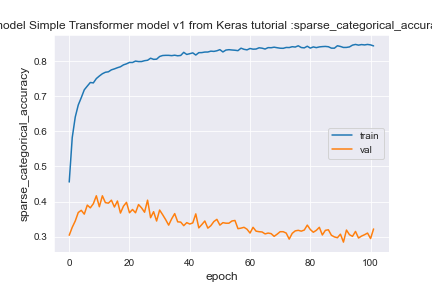 model Simple Transformer model v1 from Keras tutorial :sparse_categorical_accura
sparse_categorical_accuracy
0.8
0.7
0.6
0.5
0.4
0.3
train
val
0 20 40 60 80 100
epoch